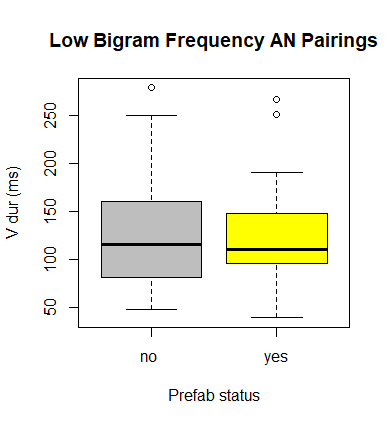 Low Bigram Frequency AN Pairings
V dur (ms)
250
200
150
100
50
no yes
Prefab status